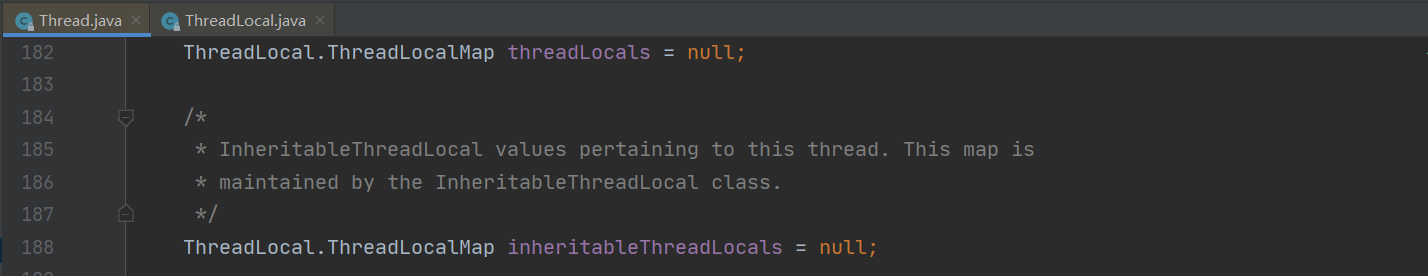 Thread.java ThreadLocal.java
182 ThreadLocal.ThreadLocalMap threadLocals = null;
183
184 /*
185 * InheritableThreadLocal values pertaining to this thread. This map is
186 * maintained by the InheritableThreadLocal class.
187 */
188 ThreadLocal.ThreadLocalMap inheritableThreadLocals = null;